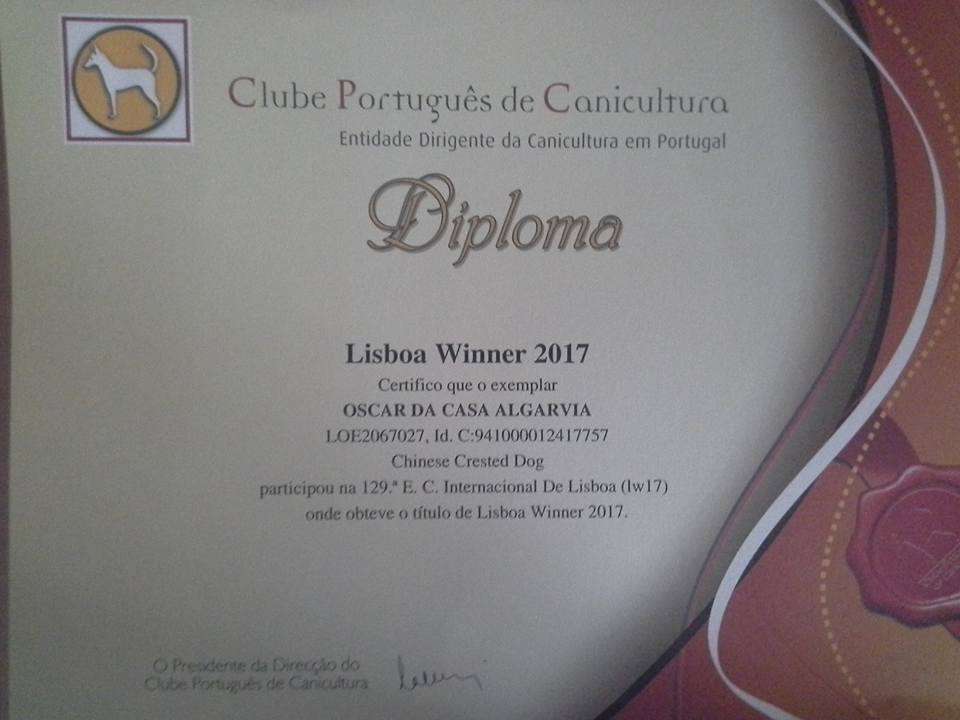 Clube Português de Canicultura
Entidade Dirigente da Canicultura em Portugal
Diploma
Lisboa Winner 2017
Certifico que o exemplar
OSCAR DA CASA ALGARVIA
LOE2067027, Id. C:941000012417757
Chinese Crested Dog
participou na 129.ª E. C. Internacional De Lisboa (lw17)
onde obteve o título de Lisboa Winner 2017.
O Presidente da Direcção do
Clube Português de Canicultura